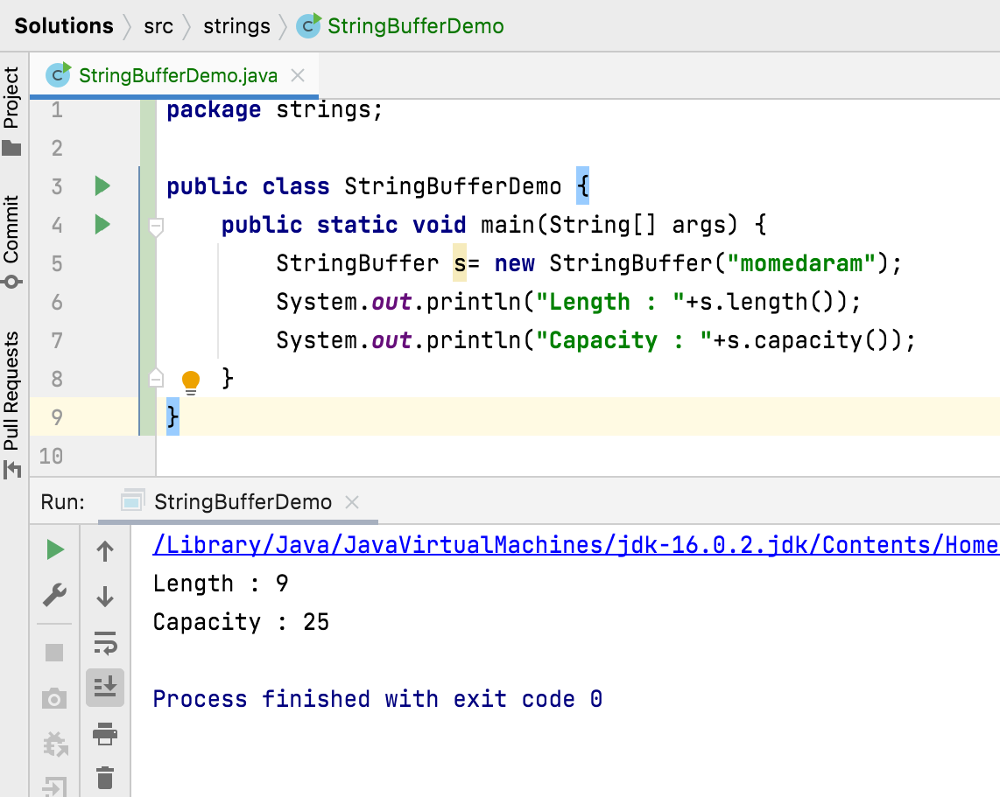 Solutions src strings StringBufferDemo
StringBufferDemo.java
Project
Commit
Pull Requests
1 package strings;
2
3 public class StringBufferDemo {
4 public static void main(String[] args) {
5 StringBuffer s= new StringBuffer("momedaram");
6 System.out.println("Length : "+s.length());
7 System.out.println("Capacity : "+s.capacity());
8 }
9 }
10
Run: StringBufferDemo
/Library/Java/JavaVirtualMachines/jdk-16.0.2.jdk/Contents/Home
Length : 9
Capacity : 25
Process finished with exit code 0